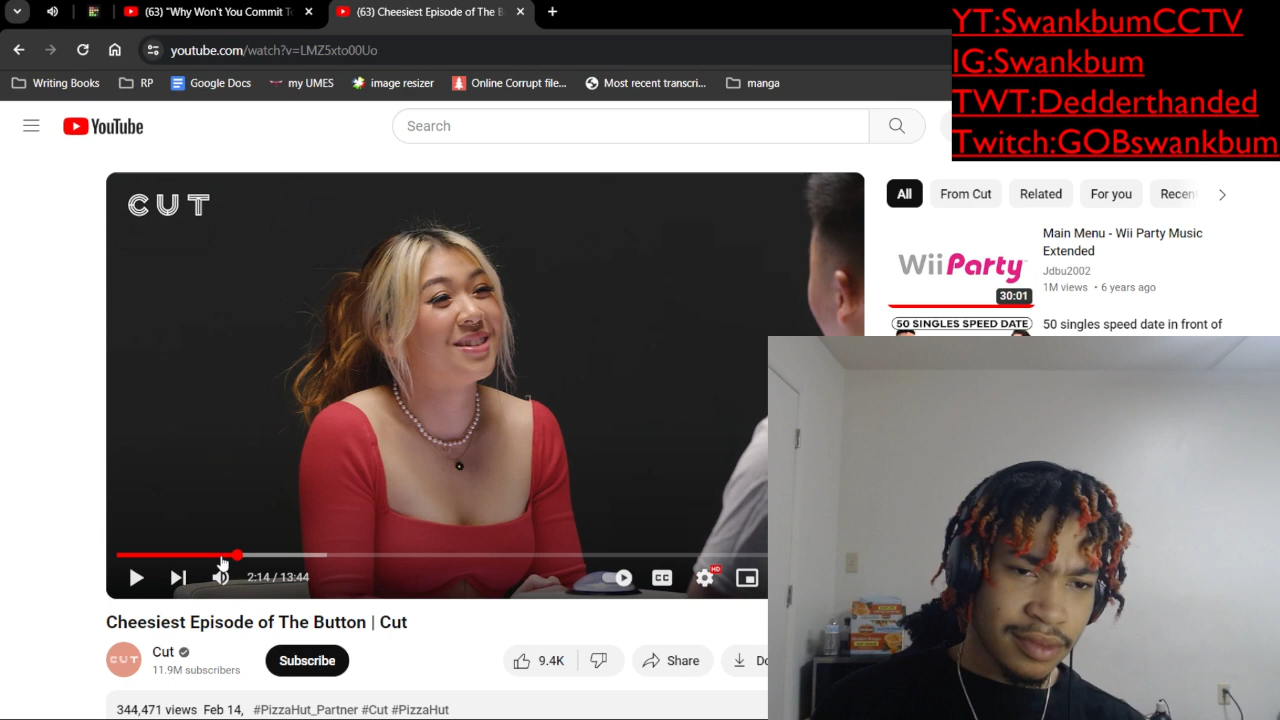 (63) "Why Won't You Commit T
(63) Cheesiest Episode of The B
youtube.com/watch?v=LMZ5xto00Uo
Writing Books
RP
Google Docs
my UMES
image resizer
Online Corrupt file...
Most recent transcri...
manga
YT:SwankbumCCTV
IG:Swankbum
TWT:Dedderthanded
Twitch:GOBswankbum
YouTube
Search
CUT
2:14 / 13:44
CC
HD
Cheesiest Episode of The Button | Cut
CUT
Cut
11.9M subscribers
Subscribe
9.4K
Share
Do
344,471 views Feb 14, #PizzaHut_Partner #Cut #PizzaHut
All
From Cut
Related
For you
Recen
Wii Party
30:01
Main Menu - Wii Party Music
Extended
Jdbu2002
1M views • 6 years ago
50 SINGLES SPEED DATE
50 singles speed date in front of